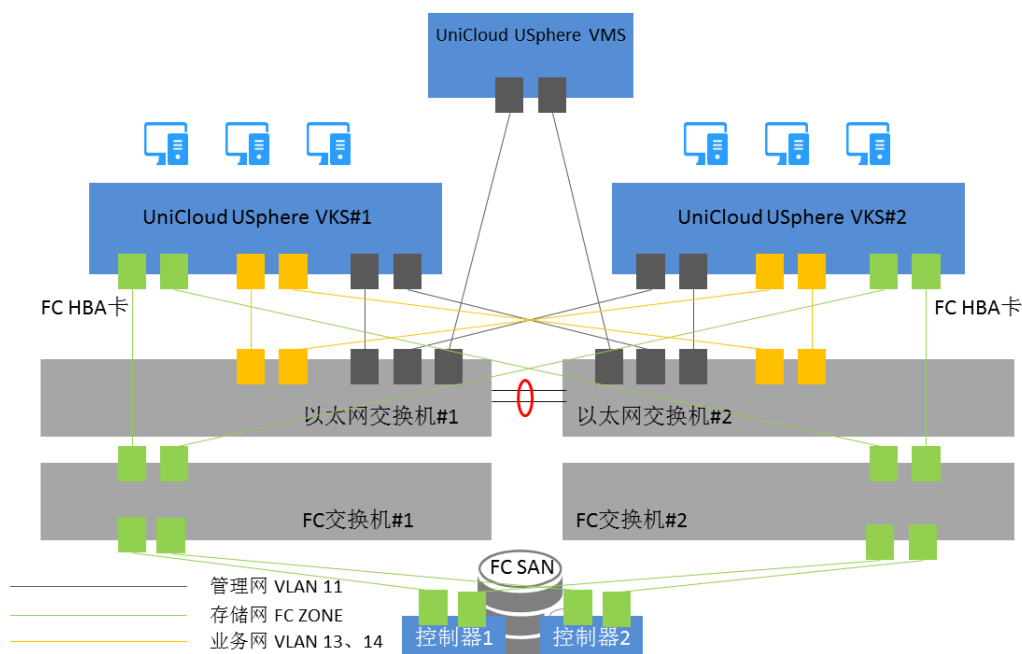 UniCloud USphere VMS
UniCloud USphere VKS#1
UniCloud USphere VKS#2
FC HBA卡
FC HBA卡
以太网交换机#1
以太网交换机#2
FC交换机#1
FC交换机#2
FC SAN
管理网 VLAN 11
存储网 FC ZONE
业务网 VLAN 13、14
控制器1
控制器2